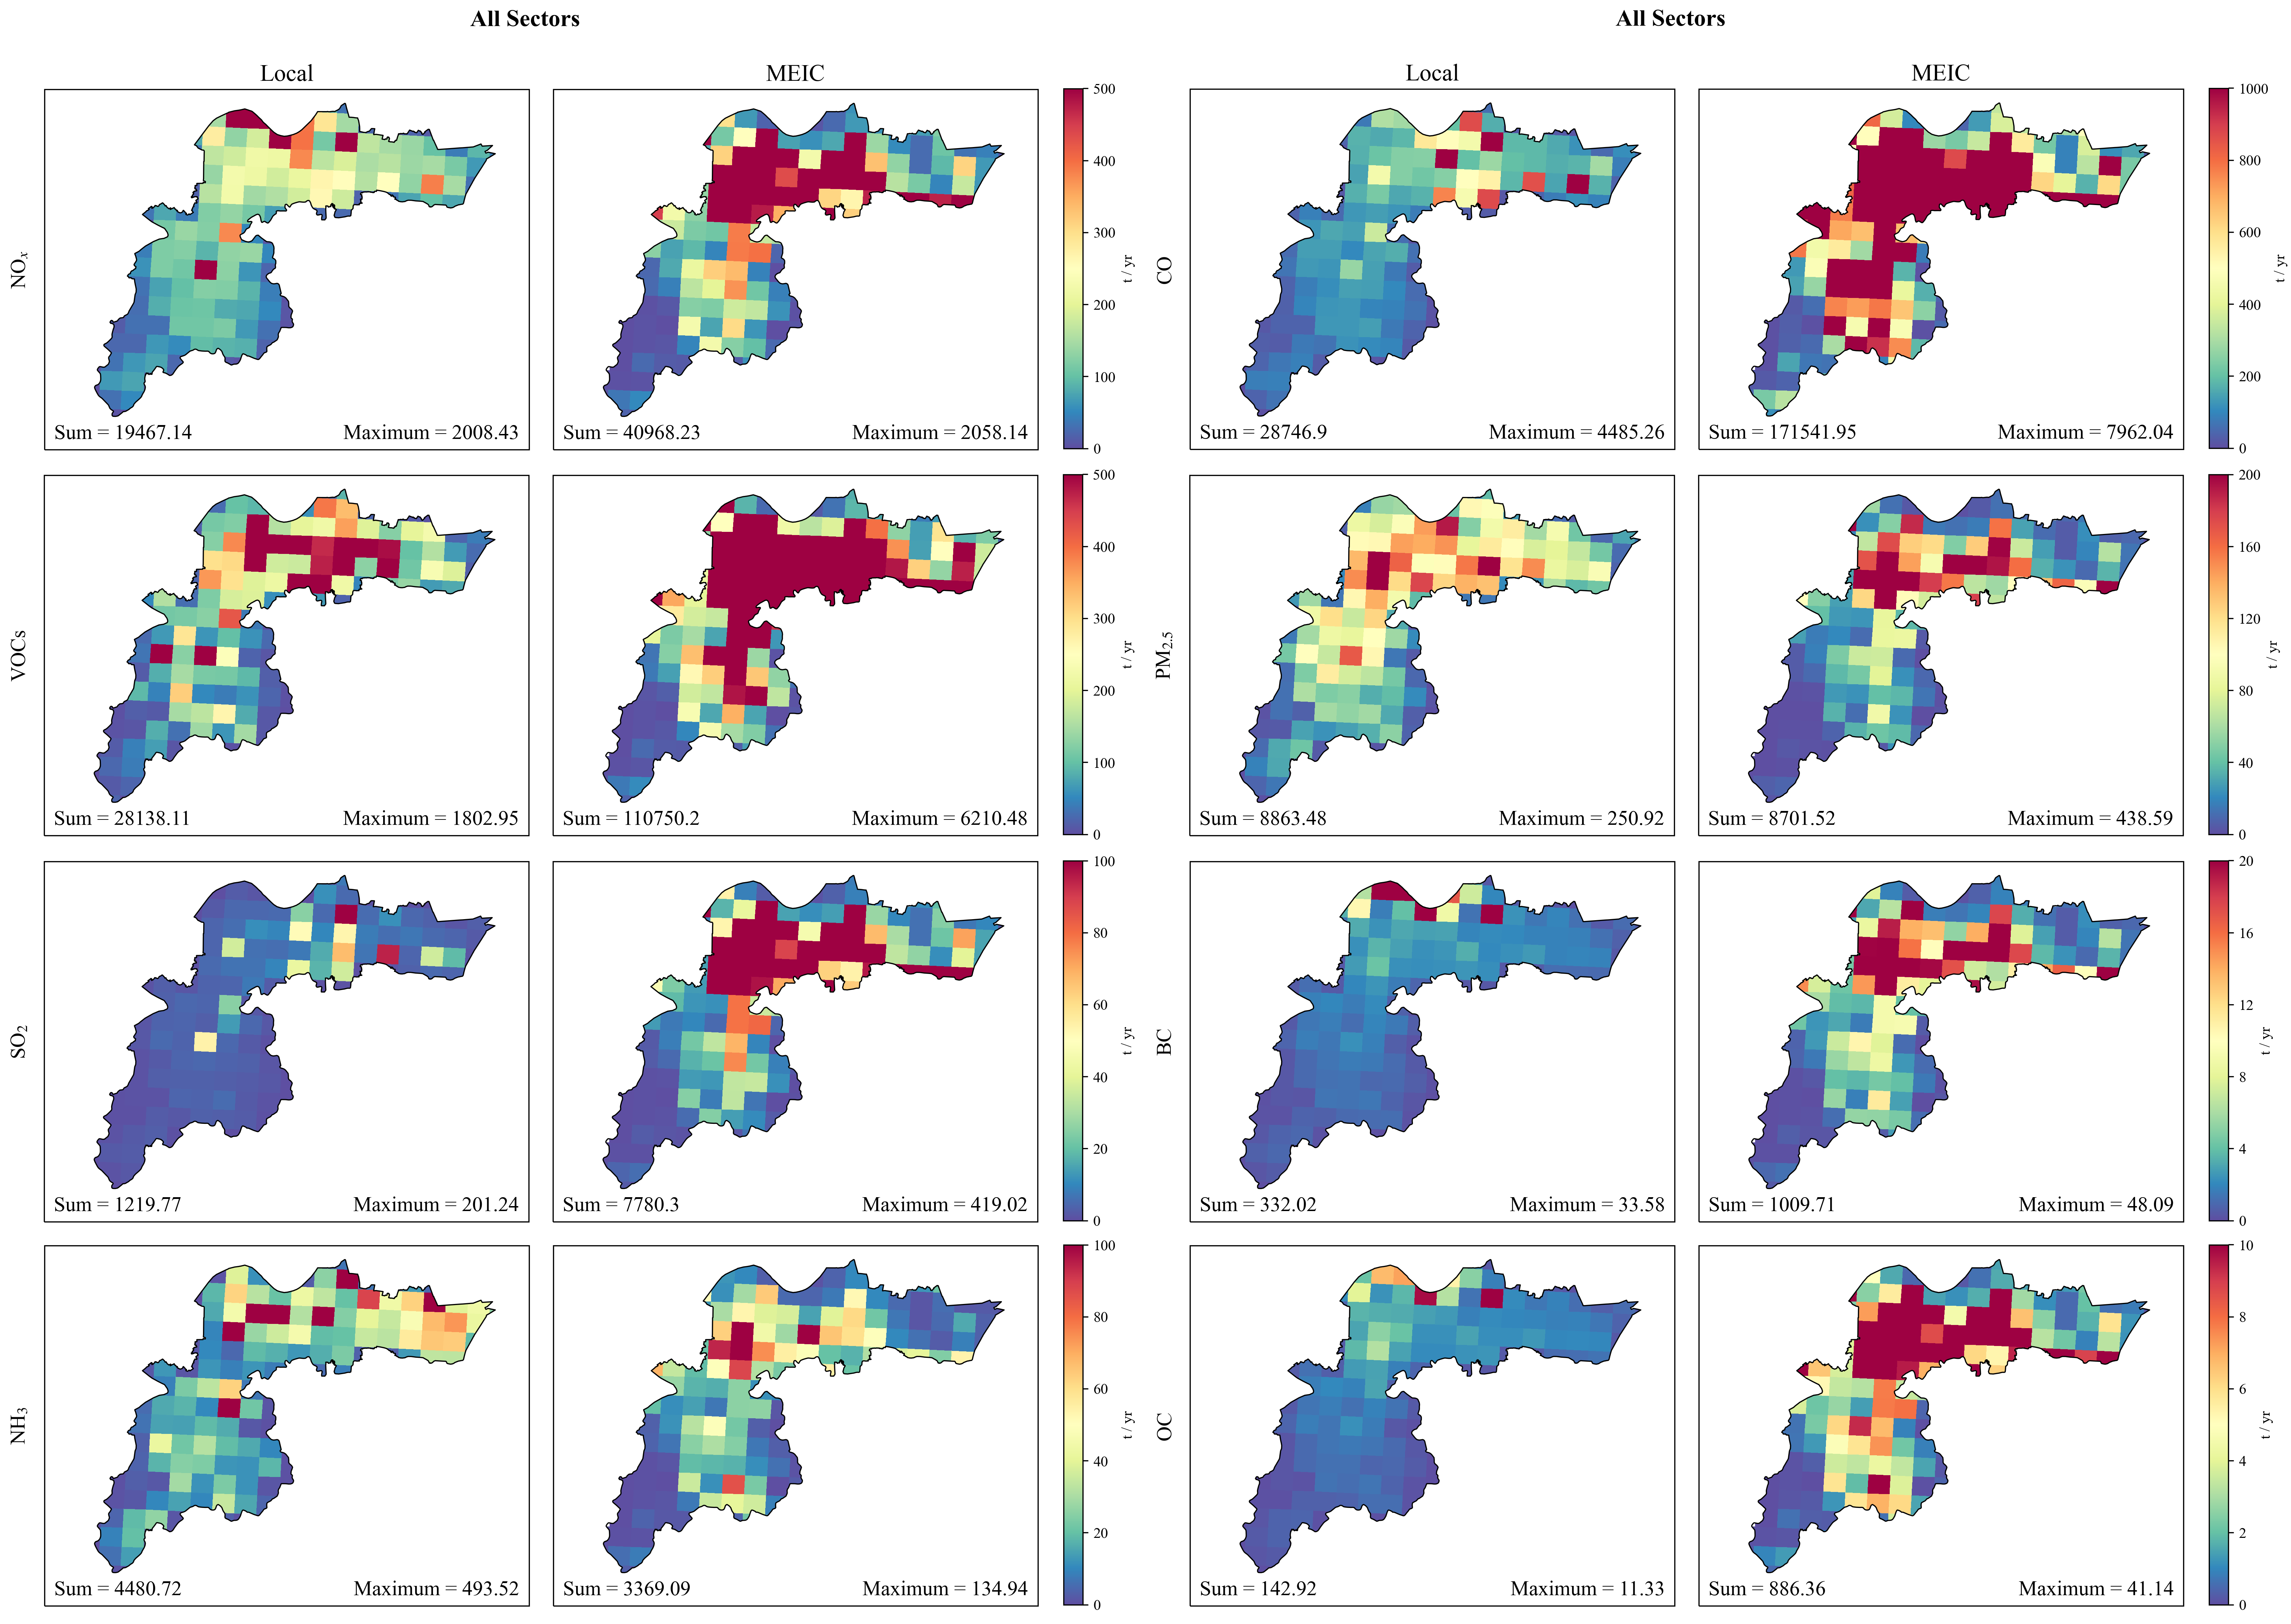 All Sectors
Local
MEIC
NOₓ
Sum = 19467.14
Maximum = 2008.43
Sum = 40968.23
Maximum = 2058.14
500
400
300
200
100
0
t / yr
VOCs
Sum = 28138.11
Maximum = 1802.95
Sum = 110750.2
Maximum = 6210.48
500
400
300
200
100
0
t / yr
SO₂
Sum = 1219.77
Maximum = 201.24
Sum = 7780.3
Maximum = 419.02
100
80
60
40
20
0
t / yr
NH₃
Sum = 4480.72
Maximum = 493.52
Sum = 3369.09
Maximum = 134.94
100
80
60
40
20
0
t / yr
All Sectors
Local
MEIC
CO
Sum = 28746.9
Maximum = 4485.26
Sum = 171541.95
Maximum = 7962.04
1000
800
600
400
200
0
t / yr
PM₂.₅
Sum = 8863.48
Maximum = 250.92
Sum = 8701.52
Maximum = 438.59
200
160
120
80
40
0
t / yr
BC
Sum = 332.02
Maximum = 33.58
Sum = 1009.71
Maximum = 48.09
20
16
12
8
4
0
t / yr
OC
Sum = 142.92
Maximum = 11.33
Sum = 886.36
Maximum = 41.14
10
8
6
4
2
0
t / yr